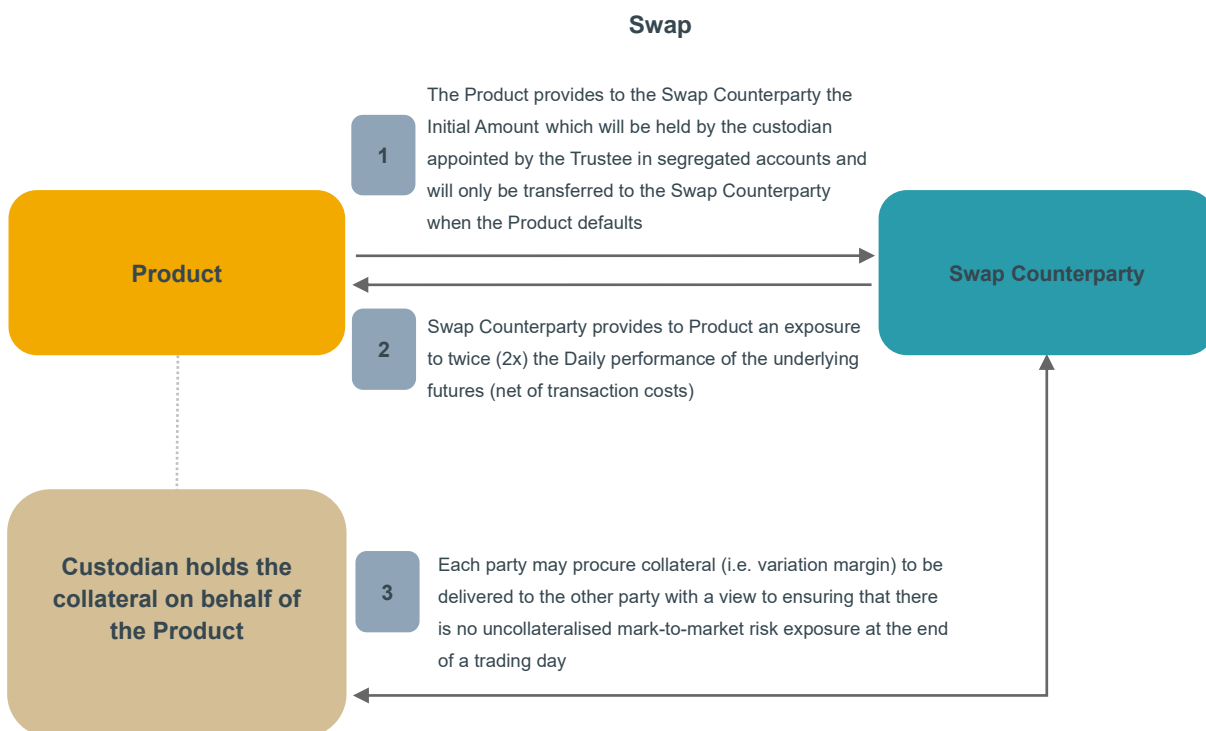 Swap
The Product provides to the Swap Counterparty the
Initial Amount which will be held by the custodian
1
appointed by the Trustee in segregated accounts and
will only be transferred to the Swap Counterparty
when the Product defaults
Product
Swap Counterparty
Swap Counterparty provides to Product an exposure
2
to twice (2x) the Daily performance of the underlying
futures (net of transaction costs)
Custodian holds the
collateral on behalf of
the Product
3
Each party may procure collateral (i.e. variation margin) to be
delivered to the other party with a view to ensuring that there
is no uncollateralised mark-to-market risk exposure at the end
of a trading day